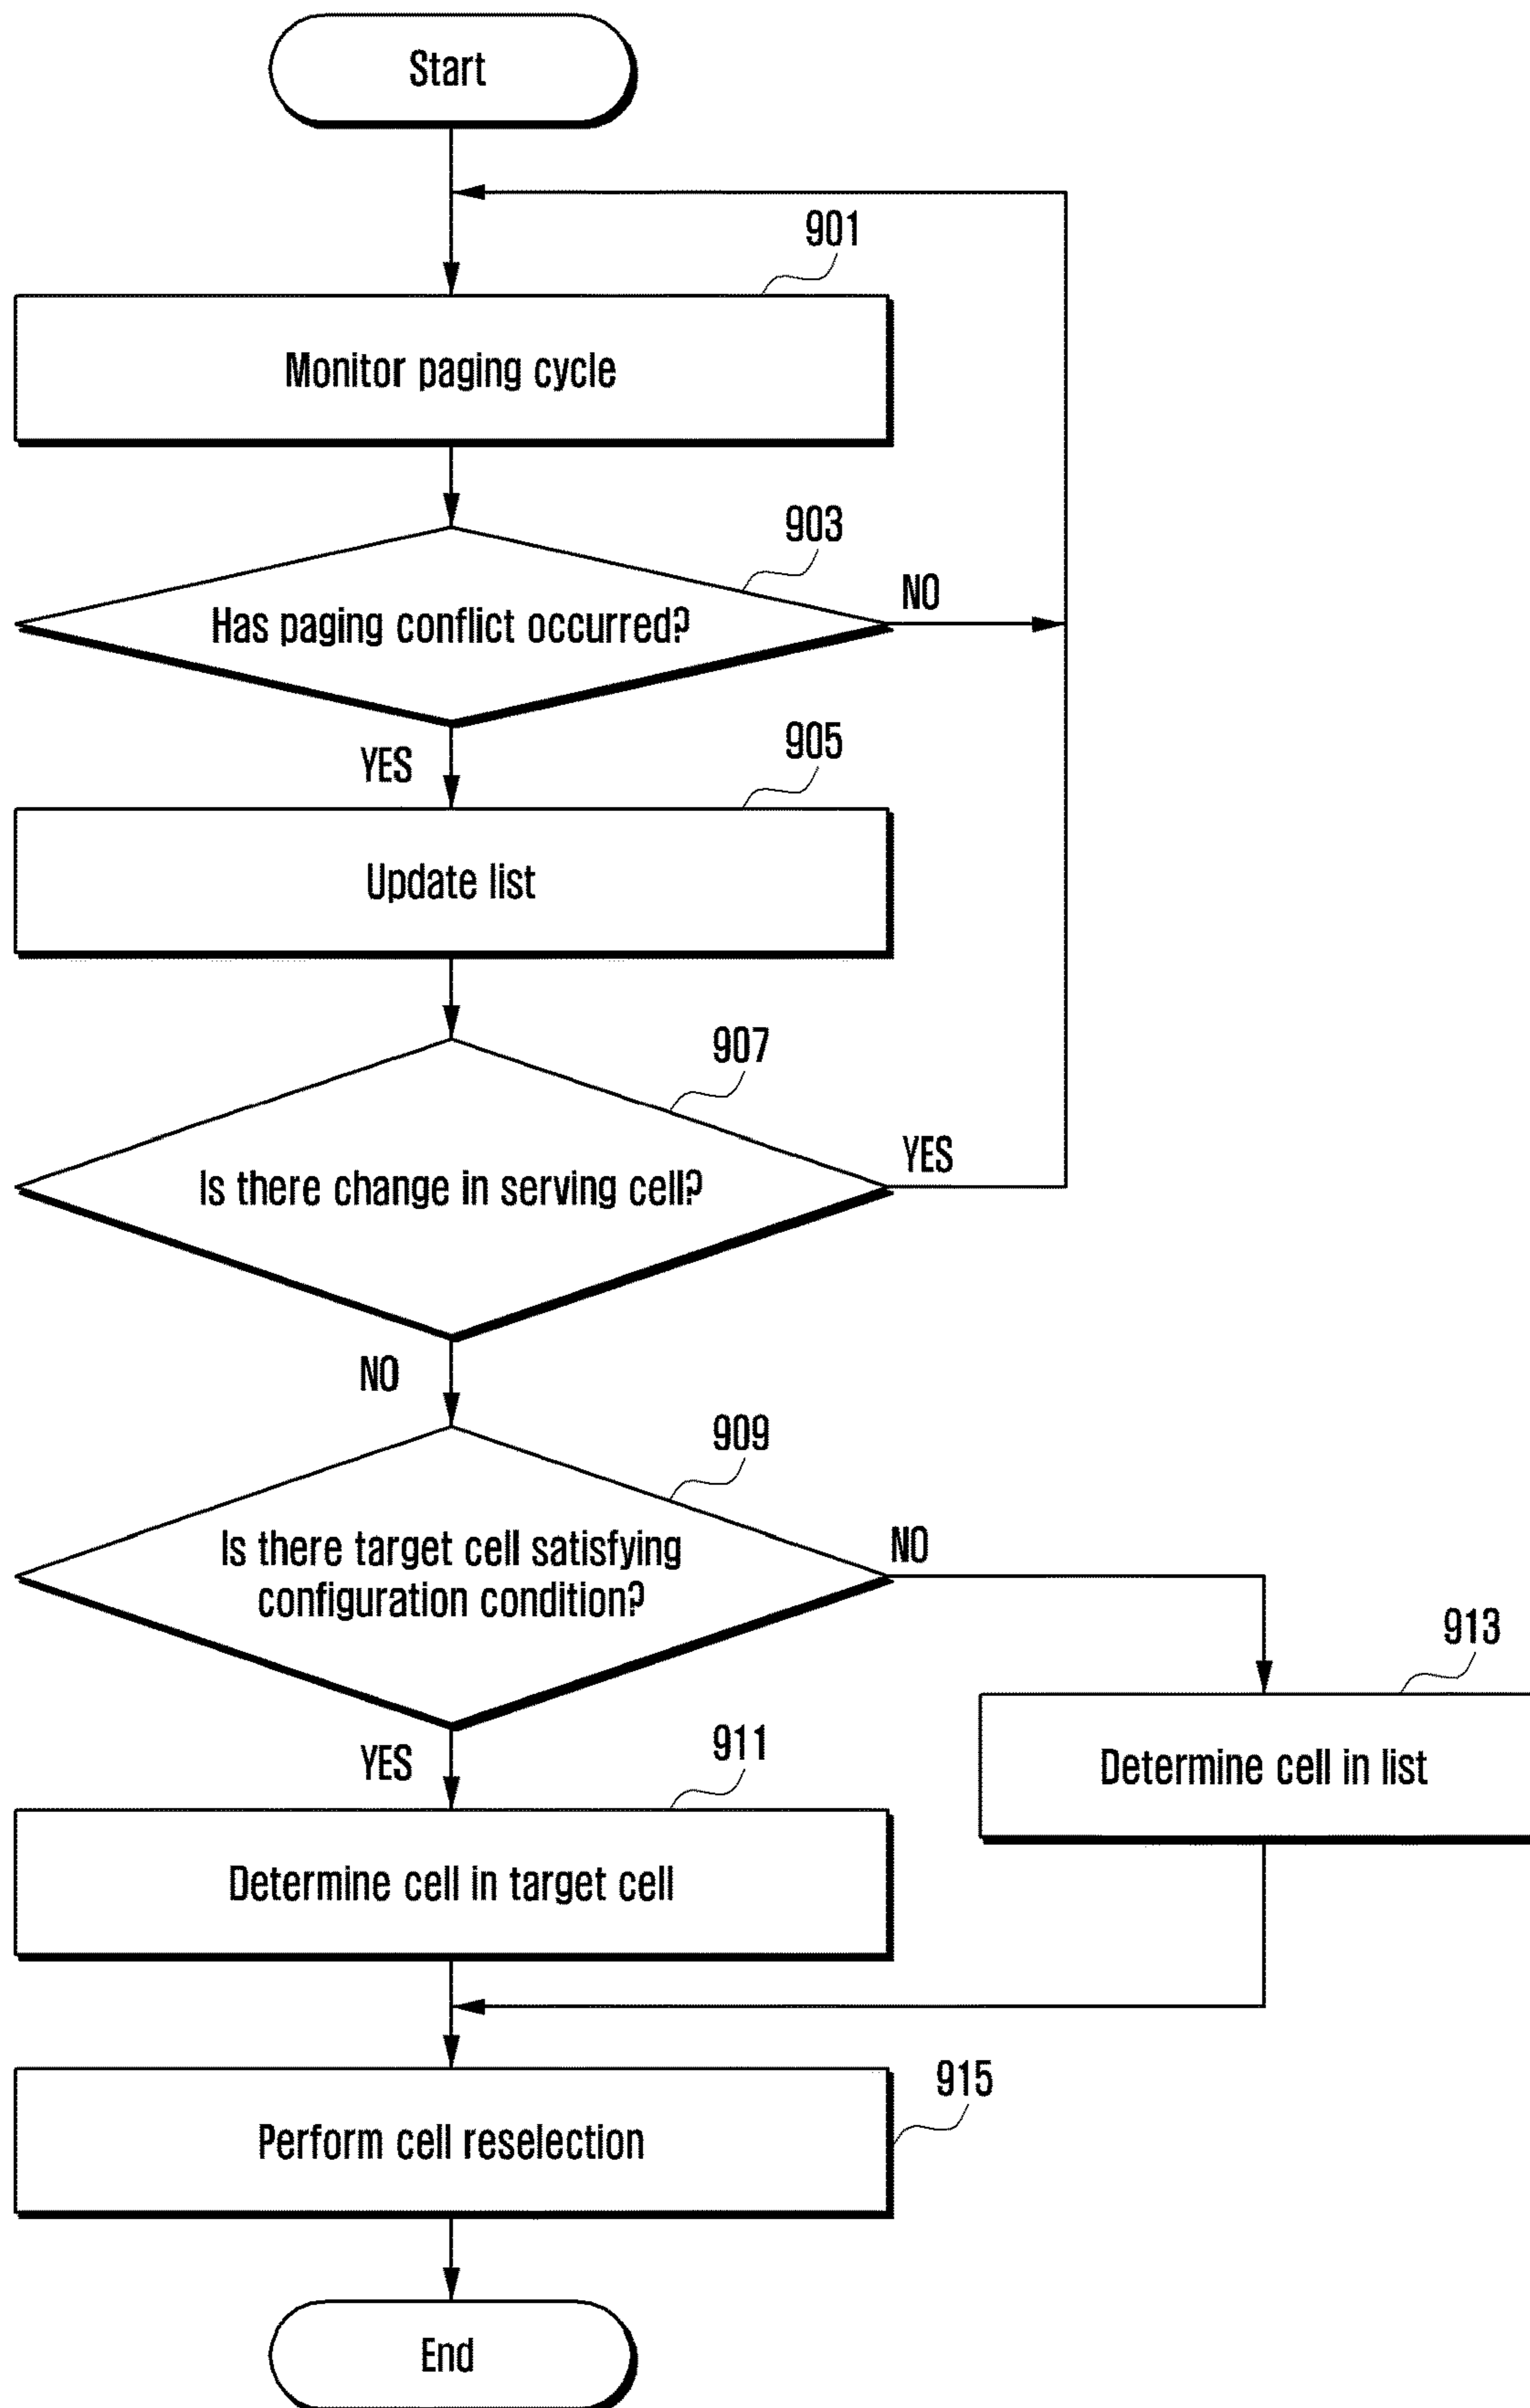 Start
901
Monitor paging cycle
903
Has paging conflict occurred?
NO
YES
905
Update list
907
Is there change in serving cell?
YES
NO
909
Is there target cell satisfying
configuration condition?
NO
913
Determine cell in list
YES
911
Determine cell in target cell
915
Perform cell reselection
End